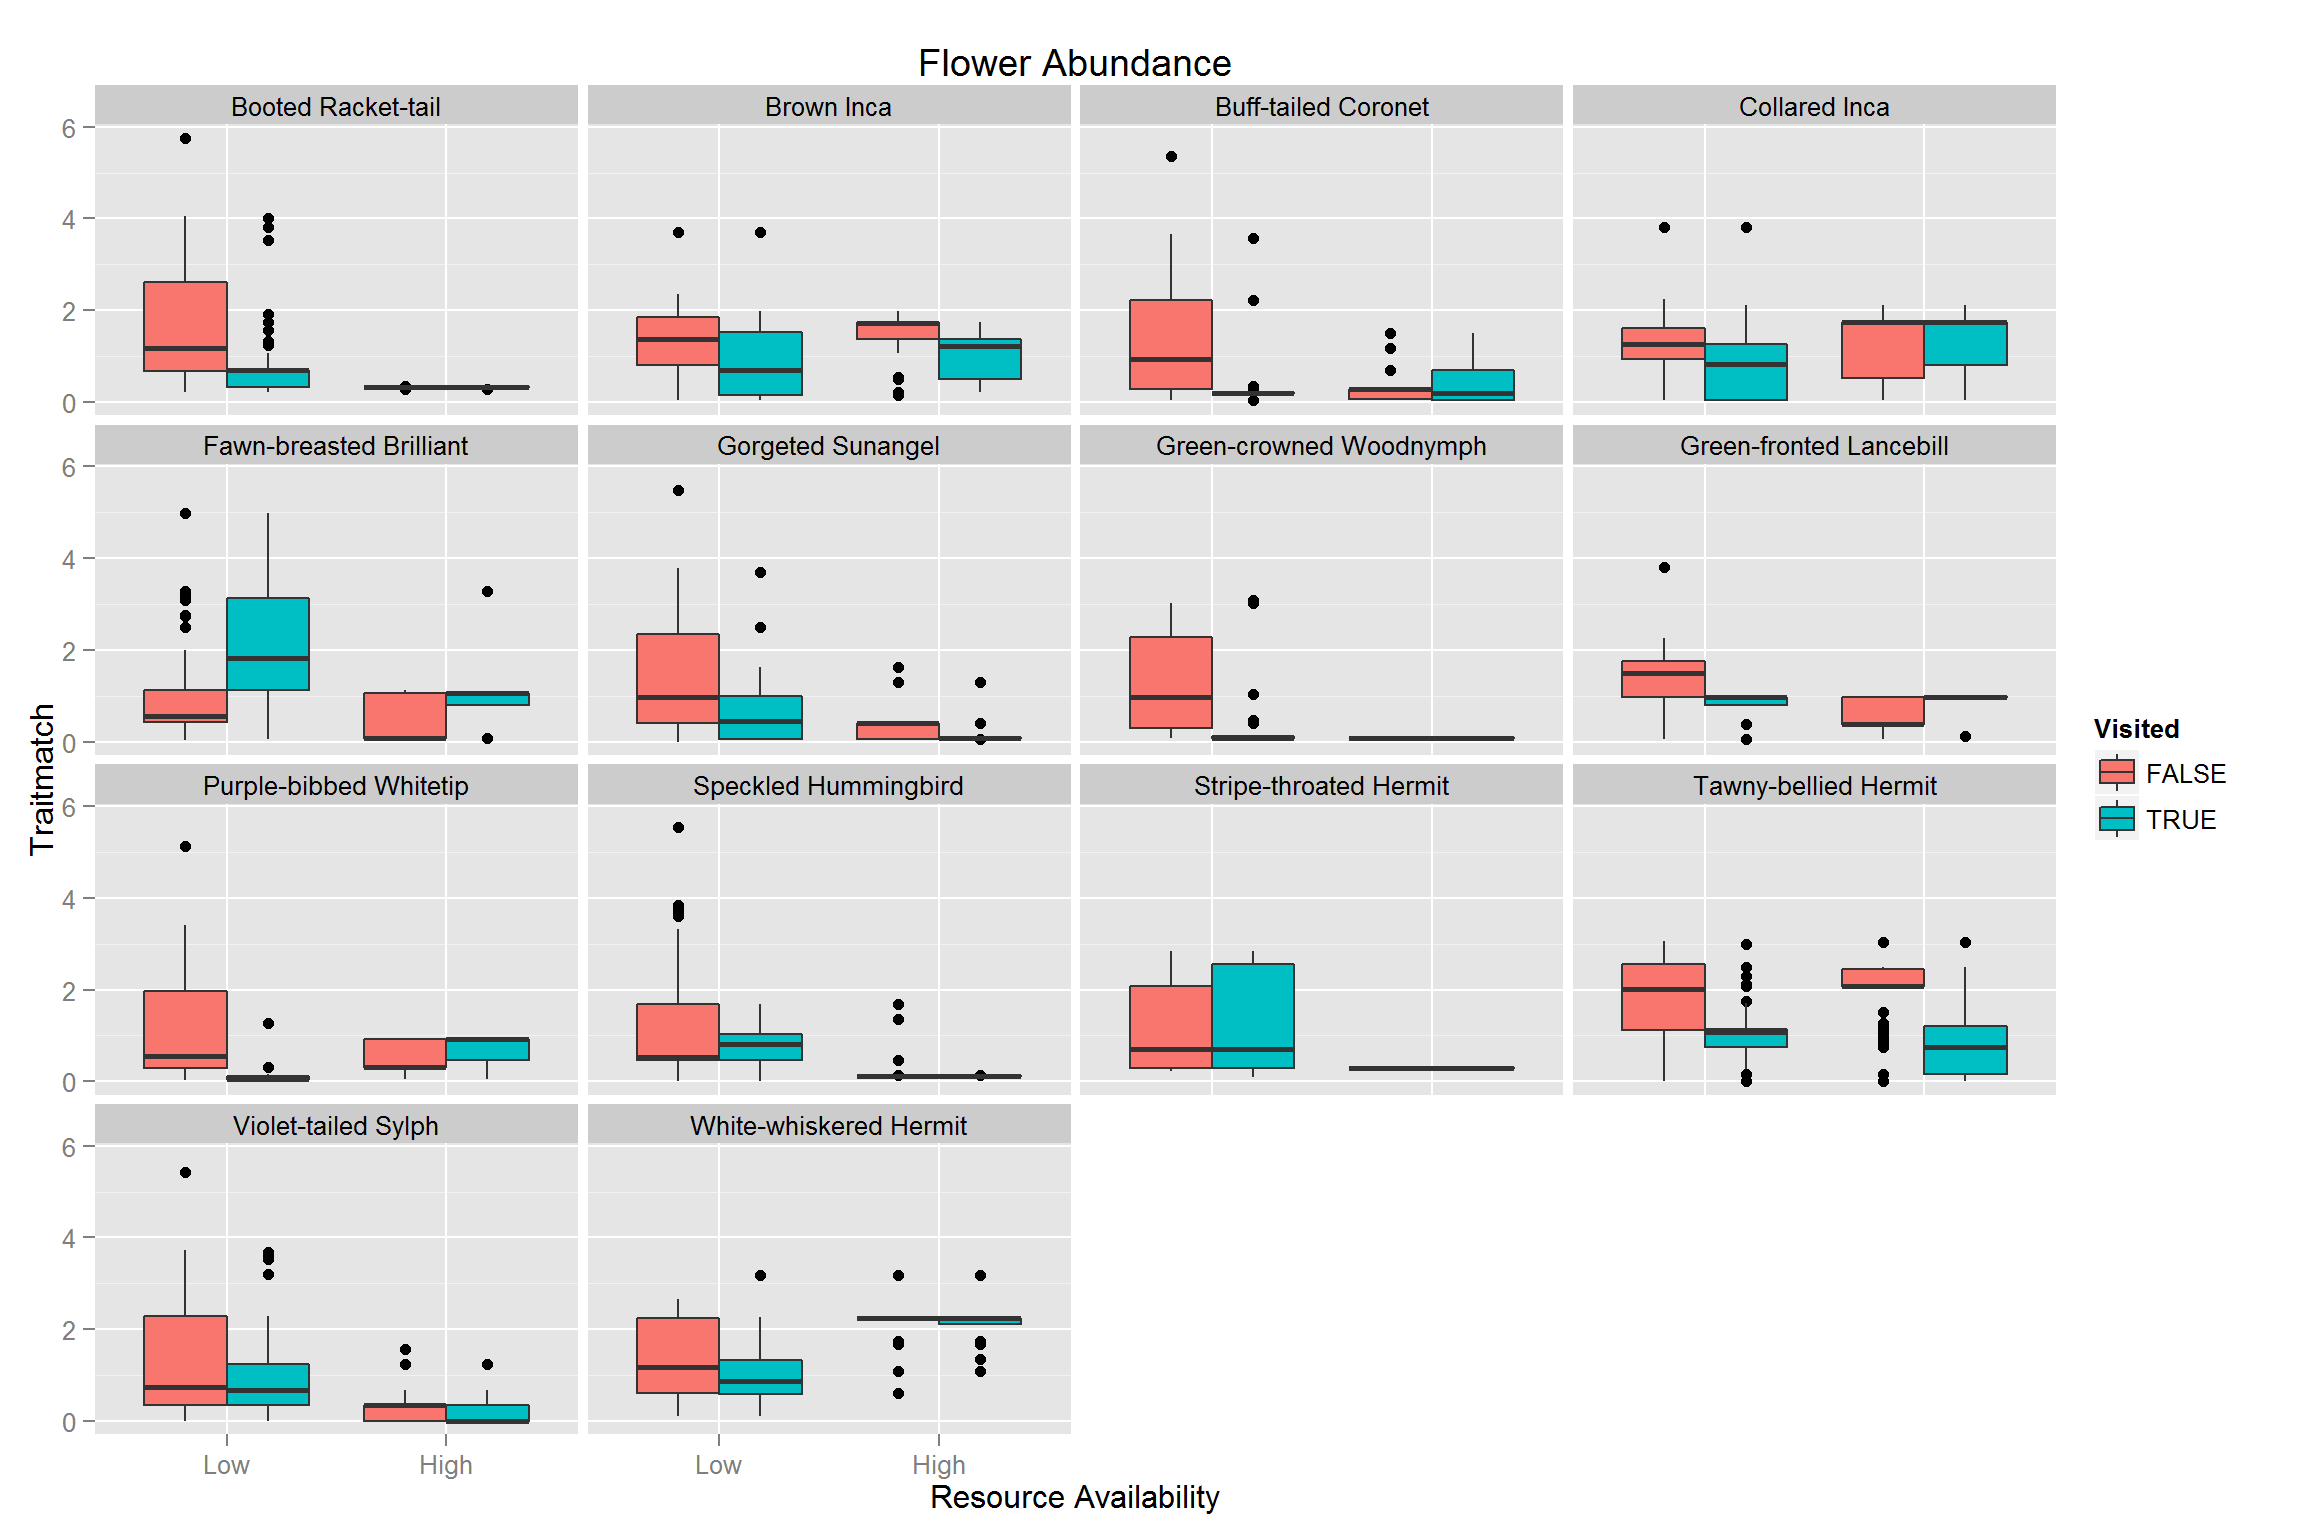 Flower Abundance
Booted Racket-tail Brown Inca Buff-tailed Coronet Collared Inca
6
4
2
0
Fawn-breasted Brilliant Gorgeted Sunangel Green-crowned Woodnymph Green-fronted Lancebill
6
4
2
0
Purple-bibbed Whitetip Speckled Hummingbird Stripe-throated Hermit Tawny-bellied Hermit
6
4
2
0
Violet-tailed Sylph White-whiskered Hermit
6
4
2
0
Low High Low High
Resource Availability
Traitmatch
Visited
FALSE
TRUE